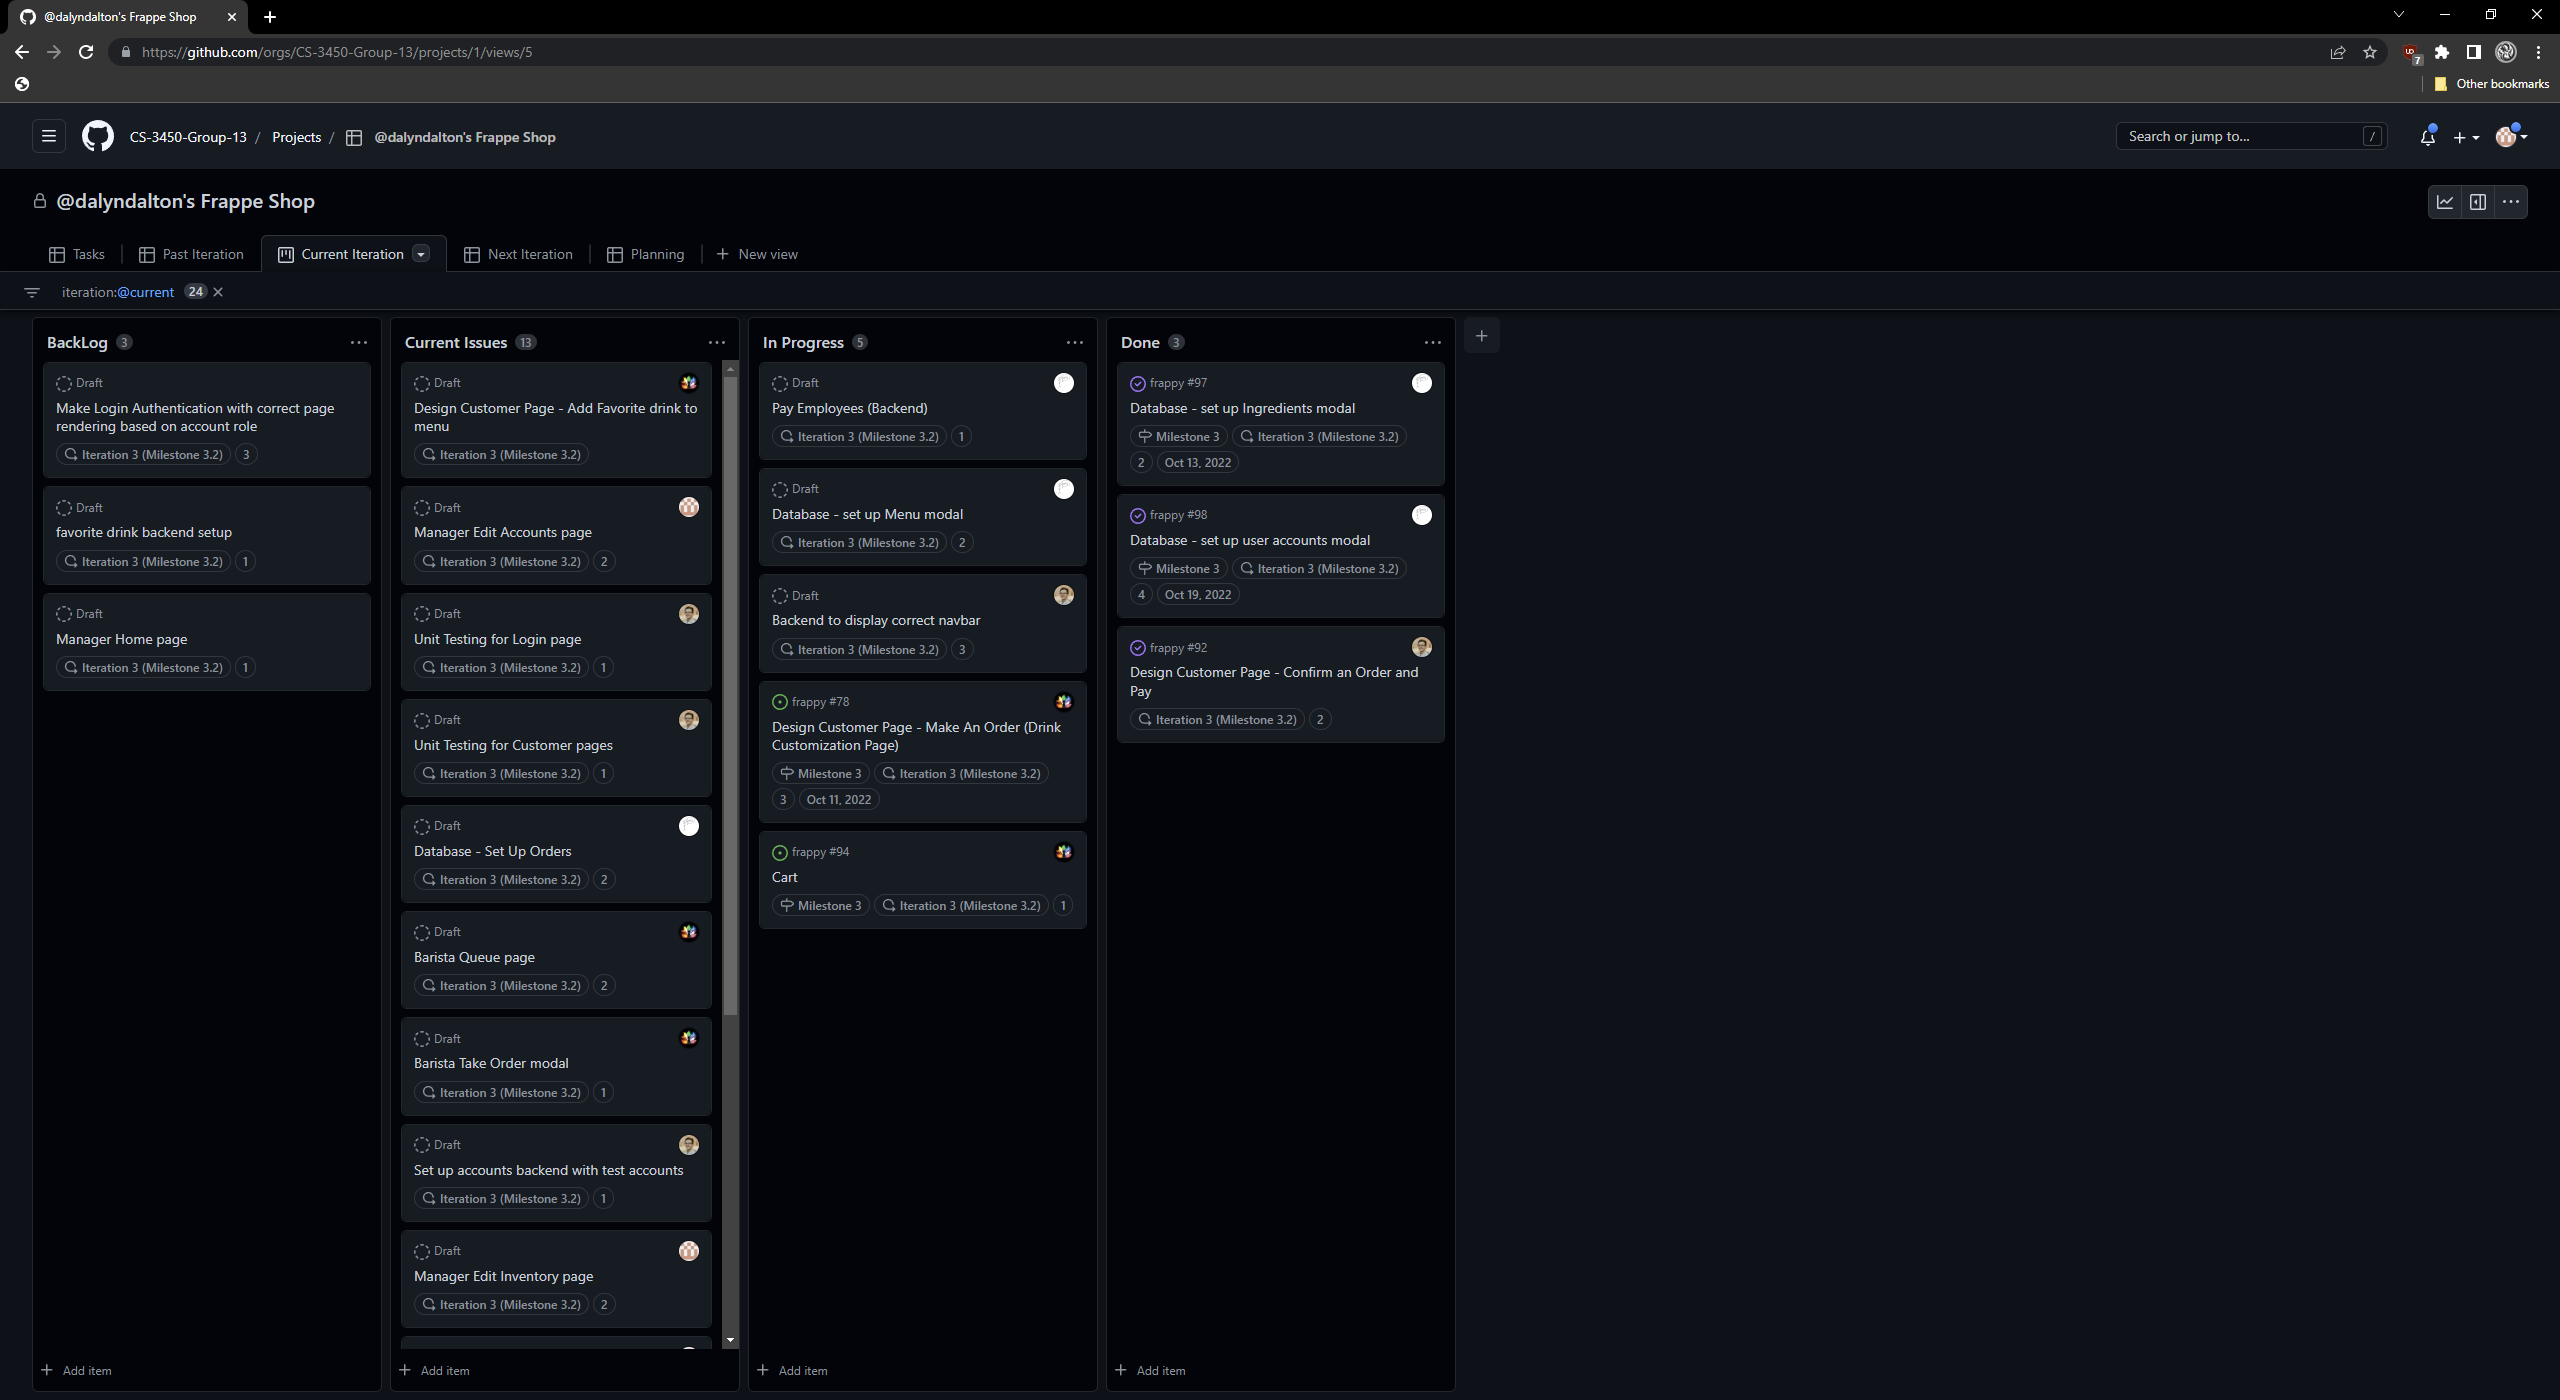 @dalyndalton's Frappe Shop
https://github.com/orgs/CS-3450-Group-13/projects/1/views/5
7
Other bookmarks
CS-3450-Group-13 / Projects / @dalyndalton's Frappe Shop
Search or jump to... /
@dalyndalton's Frappe Shop
Tasks
Past Iteration
Current Iteration
Next Iteration
Planning
New view
iteration:@current 24
BackLog 3
Draft
Make Login Authentication with correct page
rendering based on account role
Iteration 3 (Milestone 3.2) 3
Draft
favorite drink backend setup
Iteration 3 (Milestone 3.2) 1
Draft
Manager Home page
Iteration 3 (Milestone 3.2) 1
Add item
Current Issues 13
Draft
Design Customer Page - Add Favorite drink to
menu
Iteration 3 (Milestone 3.2)
Draft
Manager Edit Accounts page
Iteration 3 (Milestone 3.2) 2
Draft
Unit Testing for Login page
Iteration 3 (Milestone 3.2) 1
Draft
Unit Testing for Customer pages
Iteration 3 (Milestone 3.2) 1
Draft
Database - Set Up Orders
Iteration 3 (Milestone 3.2) 2
Draft
Barista Queue page
Iteration 3 (Milestone 3.2) 2
Draft
Barista Take Order modal
Iteration 3 (Milestone 3.2) 1
Draft
Set up accounts backend with test accounts
Iteration 3 (Milestone 3.2) 1
Draft
Manager Edit Inventory page
Iteration 3 (Milestone 3.2) 2
Add item
In Progress 5
Draft
Pay Employees (Backend)
Iteration 3 (Milestone 3.2) 1
Draft
Database - set up Menu modal
Iteration 3 (Milestone 3.2) 2
Draft
Backend to display correct navbar
Iteration 3 (Milestone 3.2) 3
frappy #78
Design Customer Page - Make An Order (Drink
Customization Page)
Milestone 3 Iteration 3 (Milestone 3.2)
3 Oct 11, 2022
frappy #94
Cart
Milestone 3 Iteration 3 (Milestone 3.2) 1
Add item
Done 3
frappy #97
Database - set up Ingredients modal
Milestone 3 Iteration 3 (Milestone 3.2)
2 Oct 13, 2022
frappy #98
Database - set up user accounts modal
Milestone 3 Iteration 3 (Milestone 3.2)
4 Oct 19, 2022
frappy #92
Design Customer Page - Confirm an Order and
Pay
Iteration 3 (Milestone 3.2) 2
Add item